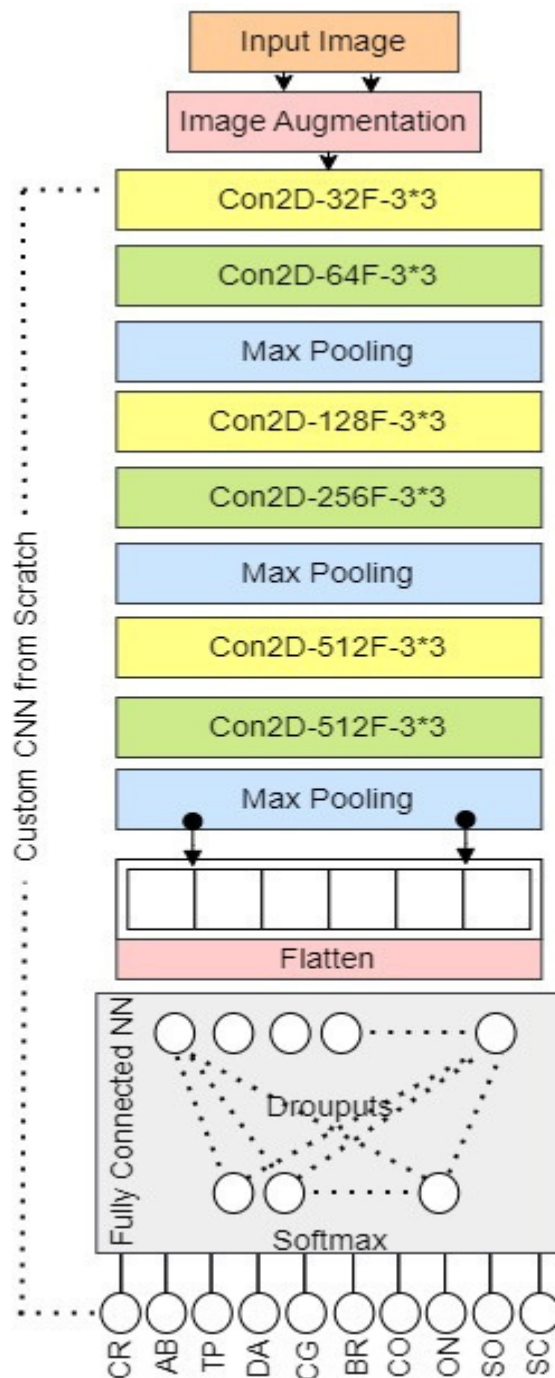 Input Image
Image Augmentation
Con2D-32F-3*3
Con2D-64F-3*3
Max Pooling
Con2D-128F-3*3
Con2D-256F-3*3
Max Pooling
Con2D-512F-3*3
Con2D-512F-3*3
Max Pooling
Custom CNN from Scratch
Flatten
Fully Connected NN
Drouputs
Softmax
CR
AB
TP
DA
CG
BR
CO
ON
SO
SC